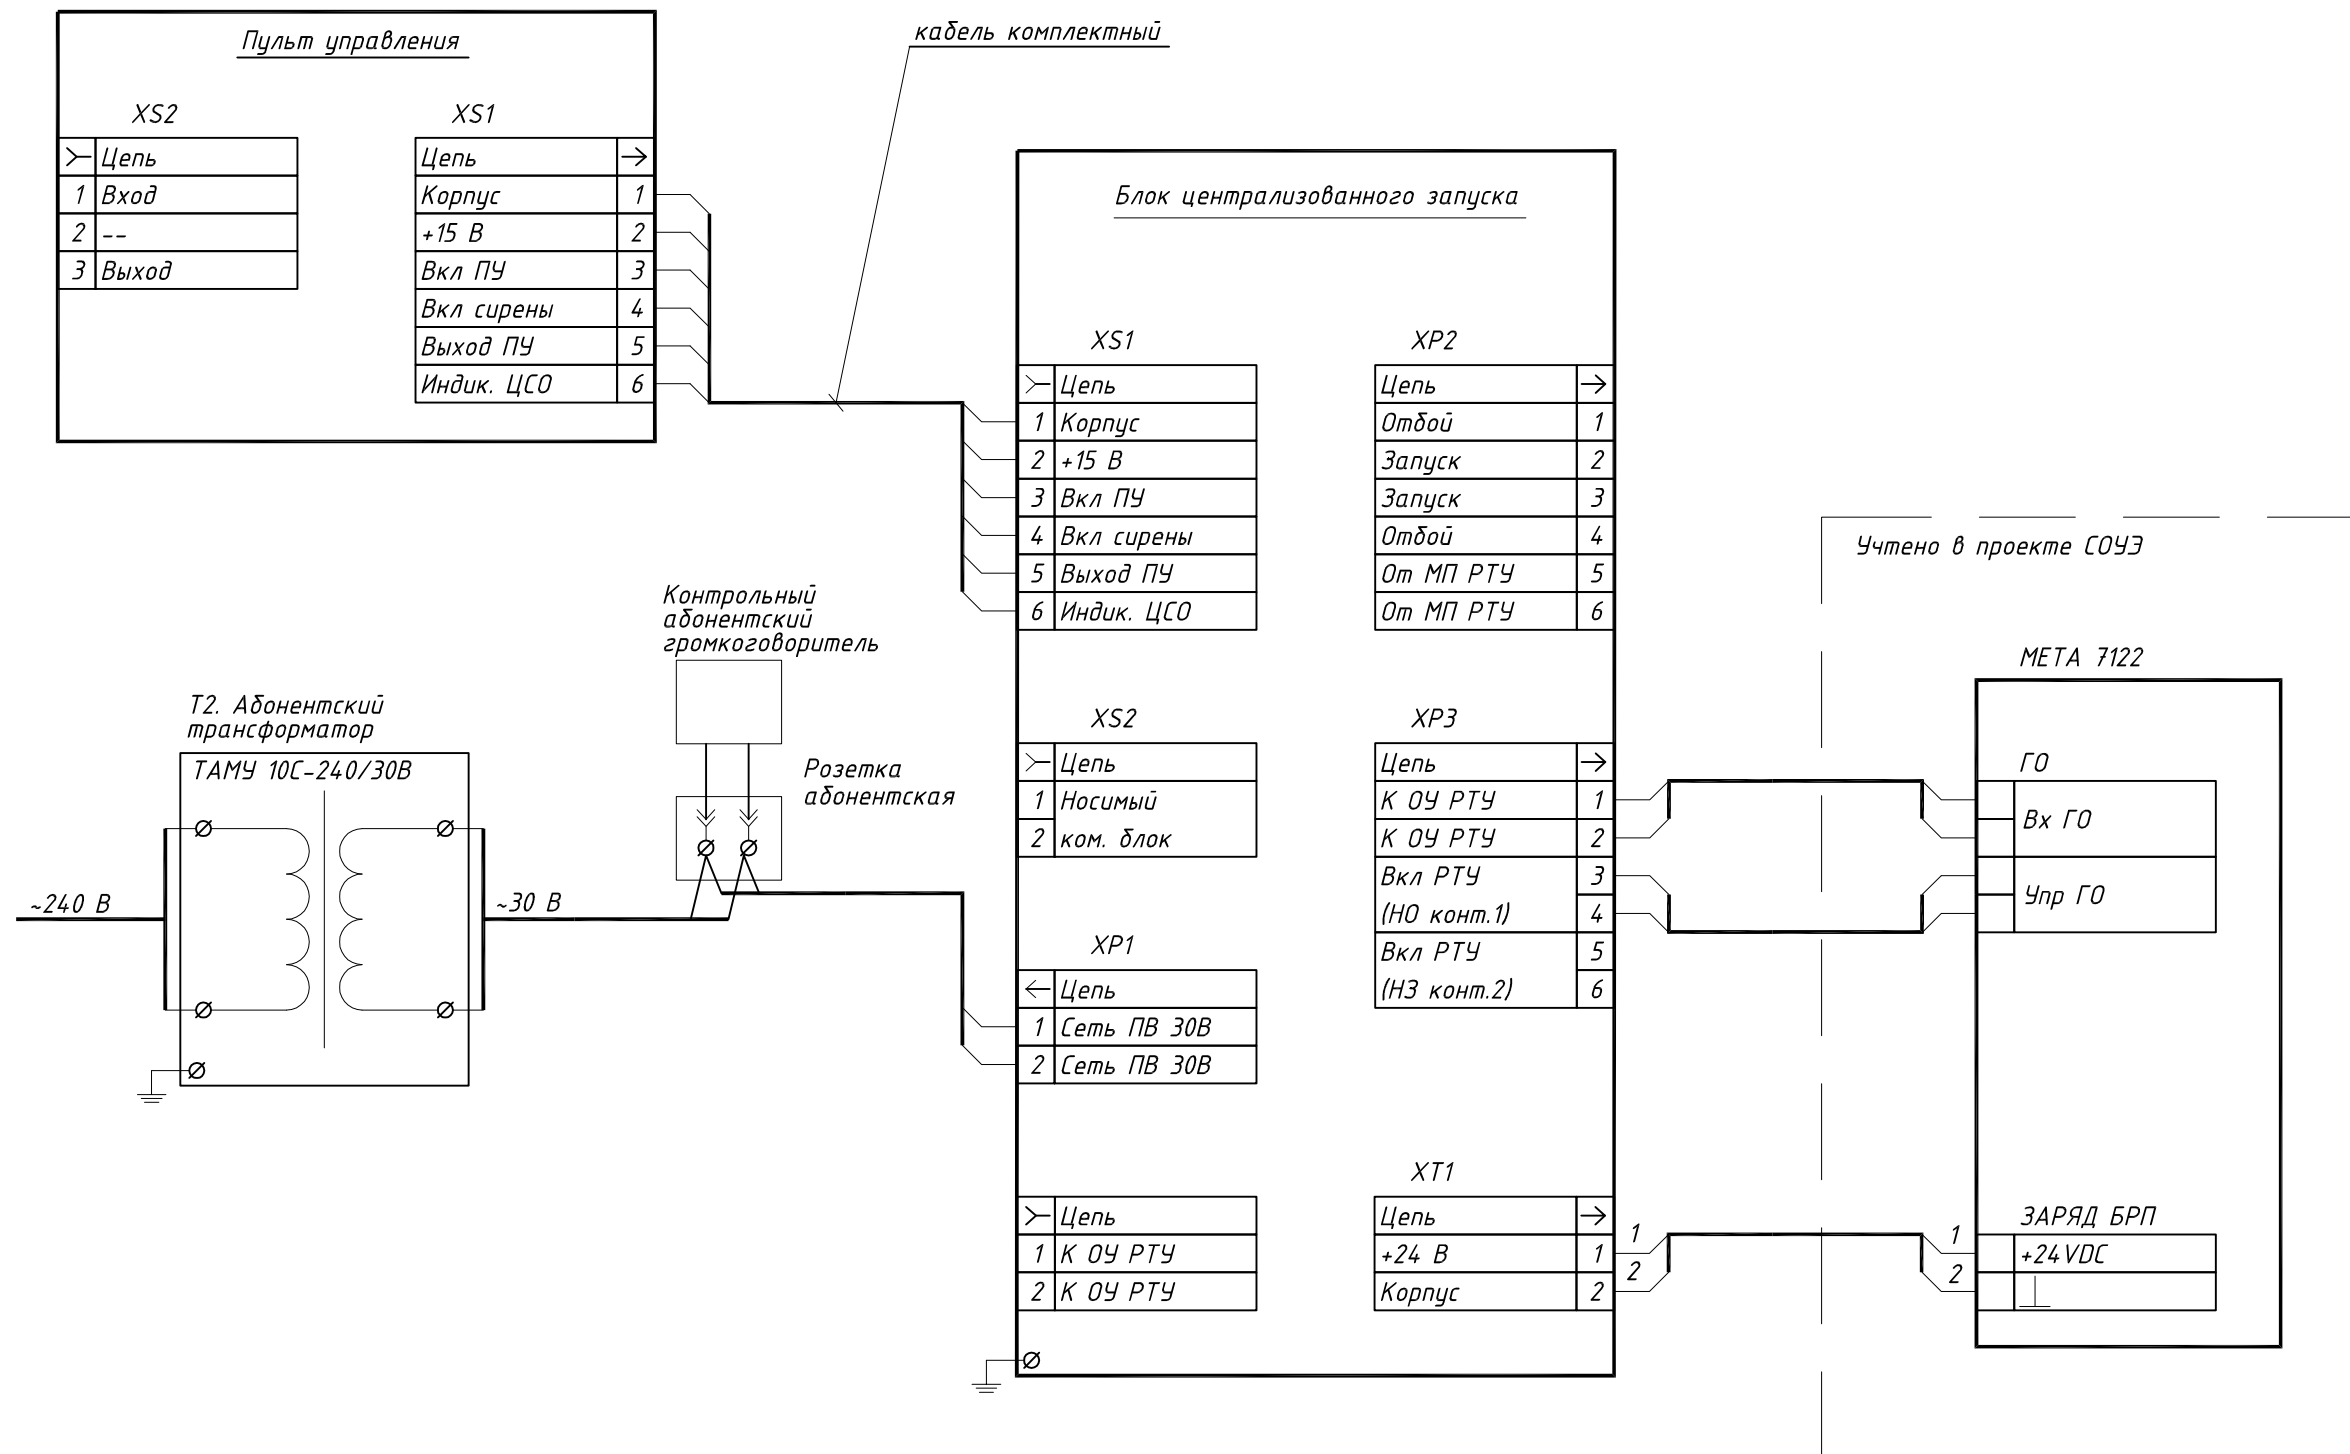 Пульт управления
XS2
Цепь
1 Вход
2 --
3 Выход
XS1
Цепь
Корпус 1
+15 В 2
Вкл ПУ 3
Вкл сирены 4
Выход ПУ 5
Индик. ЦСО 6
кабель комплектный
Блок централизованного запуска
XS1
Цепь
1 Корпус
2 +15 В
3 Вкл ПУ
4 Вкл сирены
5 Выход ПУ
6 Индик. ЦСО
XP2
Цепь
Отбой 1
Запуск 2
Запуск 3
Отбой 4
От МП РТУ 5
От МП РТУ 6
Учтено в проекте СОУЭ
Контрольный
абонентский
громкоговоритель
Т2. Абонентский
трансформатор
ТАМУ 10С-240/30В
~240 В
~30 В
Розетка
абонентская
XS2
Цепь
1 Носимый
2 ком. блок
XP3
Цепь
К ОУ РТУ 1
К ОУ РТУ 2
Вкл РТУ 3
(НО конт.1) 4
Вкл РТУ 5
(НЗ конт.2) 6
XP1
Цепь
1 Сеть ПВ 30В
2 Сеть ПВ 30В
Цепь
1 К ОУ РТУ
2 К ОУ РТУ
XT1
Цепь
+24 В 1
Корпус 2
1
2
МЕТА 7122
ГО
Вх ГО
Упр ГО
ЗАРЯД БРП
1 +24VDC
2